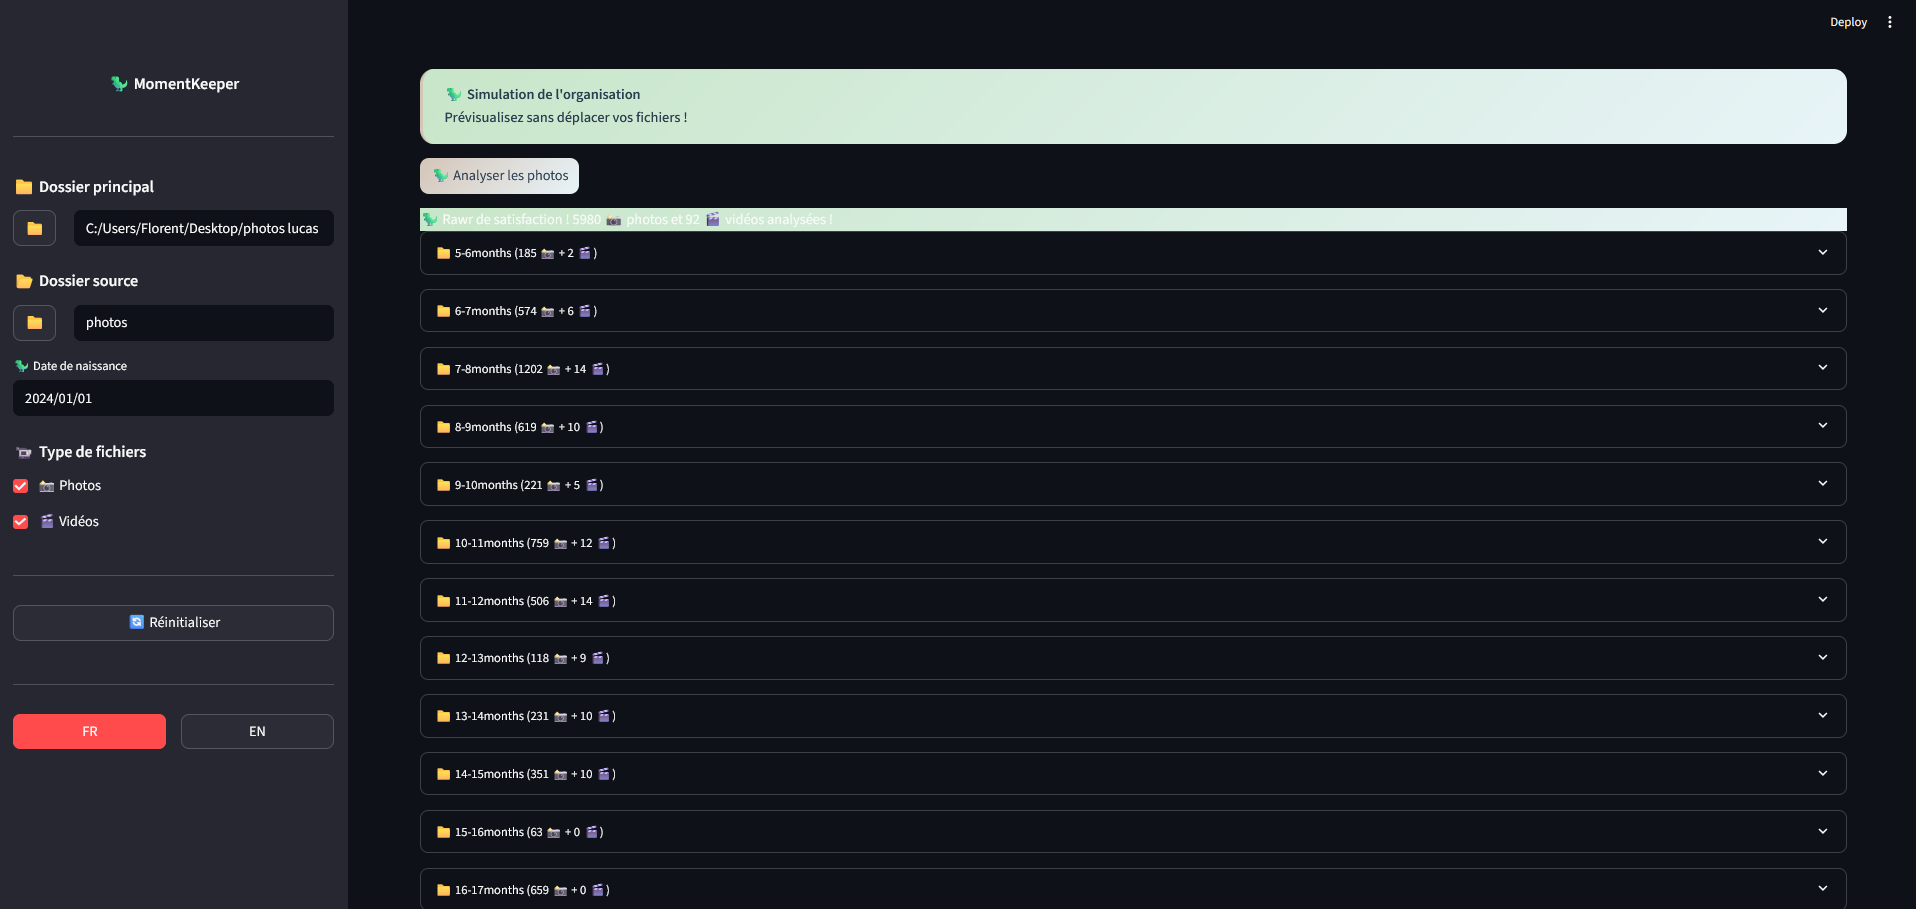 Deploy
MomentKeeper
Dossier principal
C:/Users/Florent/Desktop/photos lucas
Dossier source
photos
Date de naissance
2024/01/01
Type de fichiers
Photos
Vidéos
Réinitialiser
FR
EN
Simulation de l'organisation
Prévisualisez sans déplacer vos fichiers !
Analyser les photos
Rawr de satisfaction ! 5980 📸 photos et 92 🎬 vidéos analysées !
5-6months (185 📸 + 2 🎬 )
6-7months (574 📸 + 6 🎬 )
7-8months (1202 📸 + 14 🎬 )
8-9months (619 📸 + 10 🎬 )
9-10months (221 📸 + 5 🎬 )
10-11months (759 📸 + 12 🎬 )
11-12months (506 📸 + 14 🎬 )
12-13months (118 📸 + 9 🎬 )
13-14months (231 📸 + 10 🎬 )
14-15months (351 📸 + 10 🎬 )
15-16months (63 📸 + 0 🎬 )
16-17months (659 📸 + 0 🎬 )